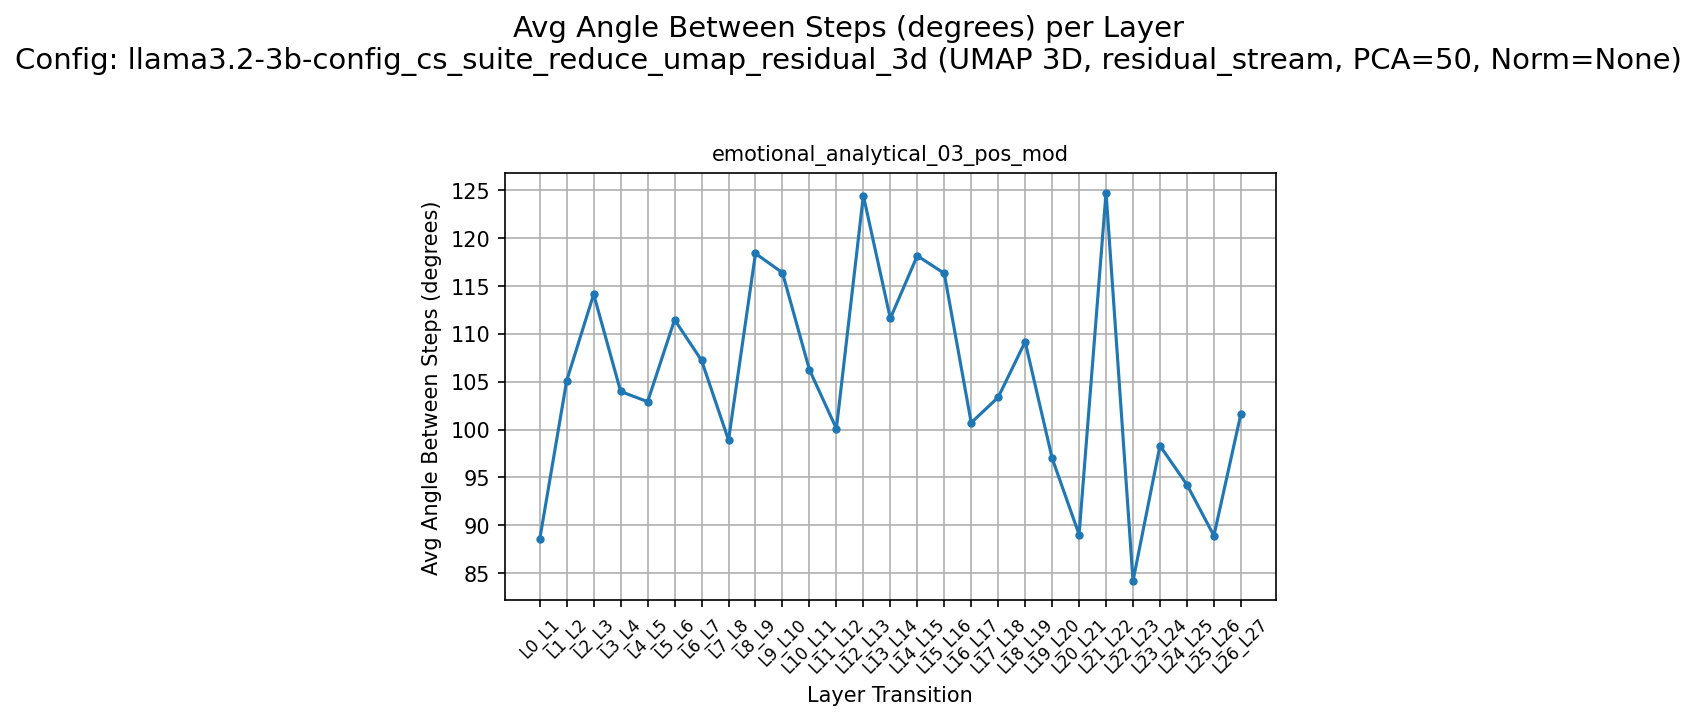 Avg Angle Between Steps (degrees) per Layer
Config: llama3.2-3b-config_cs_suite_reduce_umap_residual_3d (UMAP 3D, residual_stream, PCA=50, Norm=None)
emotional_analytical_03_pos_mod
Avg Angle Between Steps (degrees)
125
120
115
110
105
100
95
90
85
L0_L1
L1_L2
L2_L3
L3_L4
L4_L5
L5_L6
L6_L7
L7_L8
L8_L9
L9_L10
L10_L11
L11_L12
L12_L13
L13_L14
L14_L15
L15_L16
L16_L17
L17_L18
L18_L19
L19_L20
L20_L21
L21_L22
L22_L23
L23_L24
L24_L25
L25_L26
L26_L27
Layer Transition